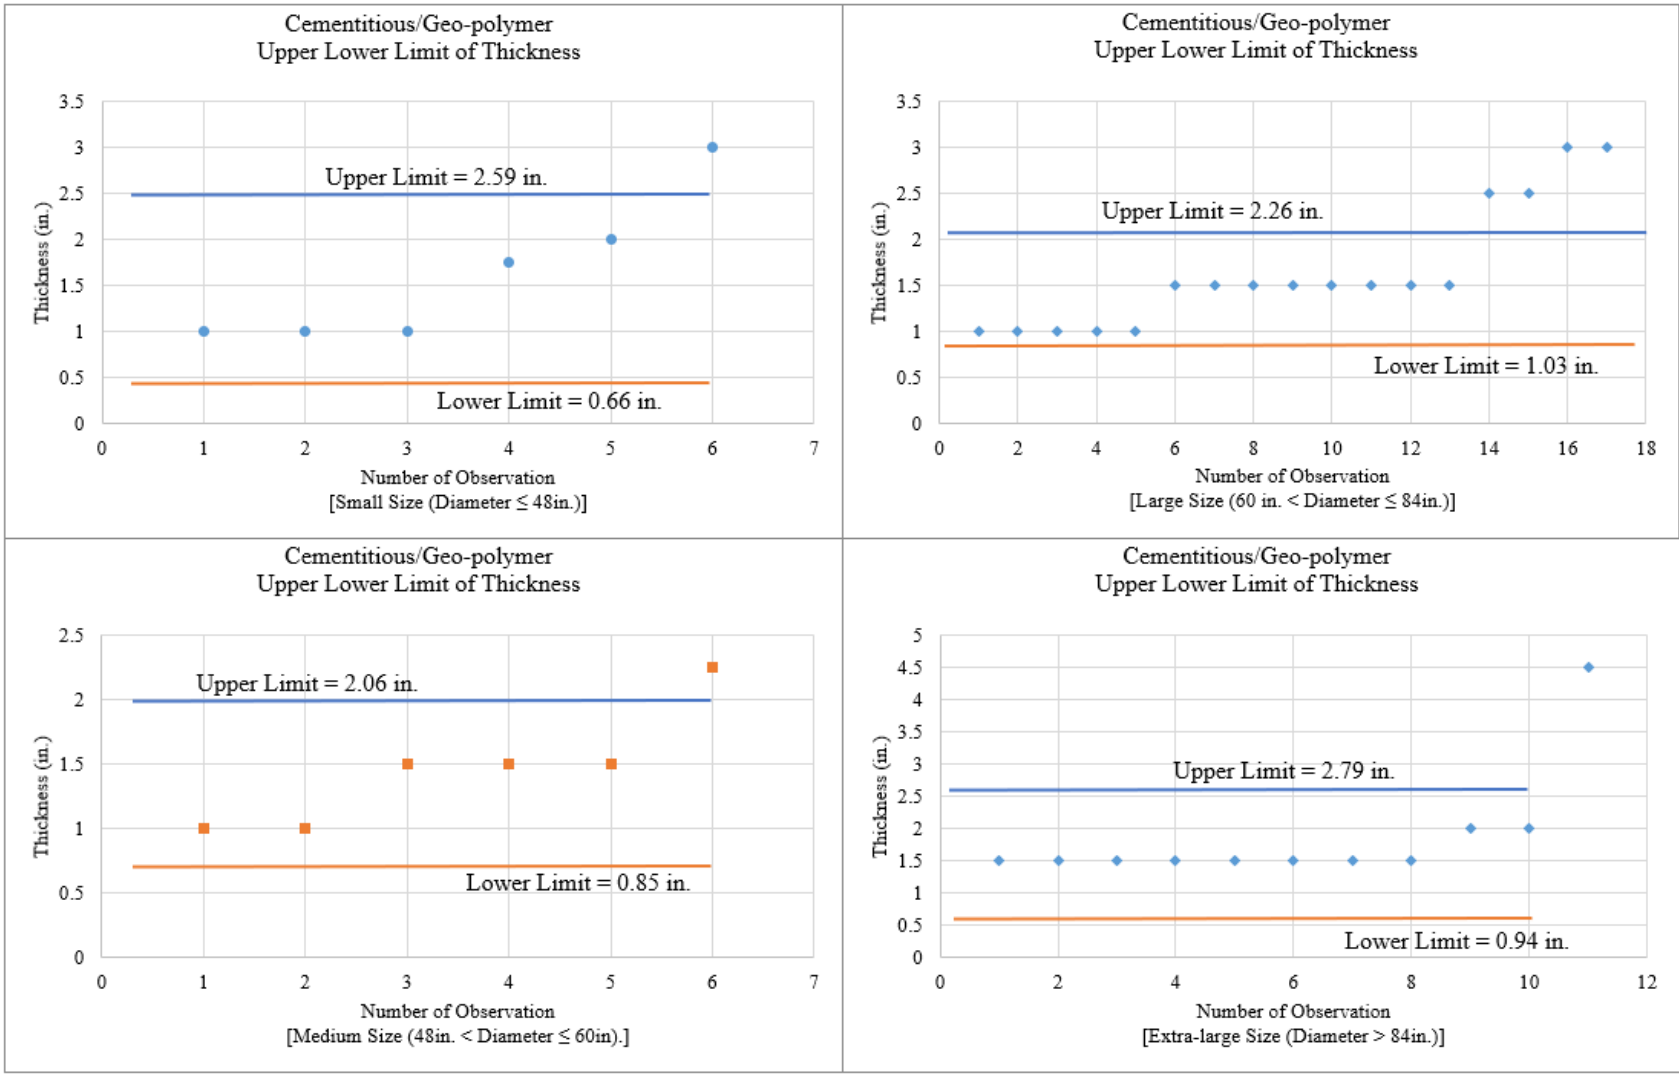 Cementitious/Geo-polymer
Upper Lower Limit of Thickness
3.5
3
2.5
2
1.5
1
0.5
0
Thickness (in.)
Upper Limit = 2.59 in.
Lower Limit = 0.66 in.
0 1 2 3 4 5 6 7
Number of Observation
[Small Size (Diameter ≤ 48in.)]
Cementitious/Geo-polymer
Upper Lower Limit of Thickness
3.5
3
2.5
2
1.5
1
0.5
0
Thickness (in.)
Upper Limit = 2.26 in.
Lower Limit = 1.03 in.
0 2 4 6 8 10 12 14 16 18
Number of Observation
[Large Size (60 in. < Diameter ≤ 84in.)]
Cementitious/Geo-polymer
Upper Lower Limit of Thickness
2.5
2
1.5
1
0.5
0
Thickness (in.)
Upper Limit = 2.06 in.
Lower Limit = 0.85 in.
0 1 2 3 4 5 6 7
Number of Observation
[Medium Size (48in. < Diameter ≤ 60in).]
Cementitious/Geo-polymer
Upper Lower Limit of Thickness
5
4.5
4
3.5
3
2.5
2
1.5
1
0.5
0
Thickness (in.)
Upper Limit = 2.79 in.
Lower Limit = 0.94 in.
0 2 4 6 8 10 12
Number of Observation
[Extra-large Size (Diameter > 84in.)]